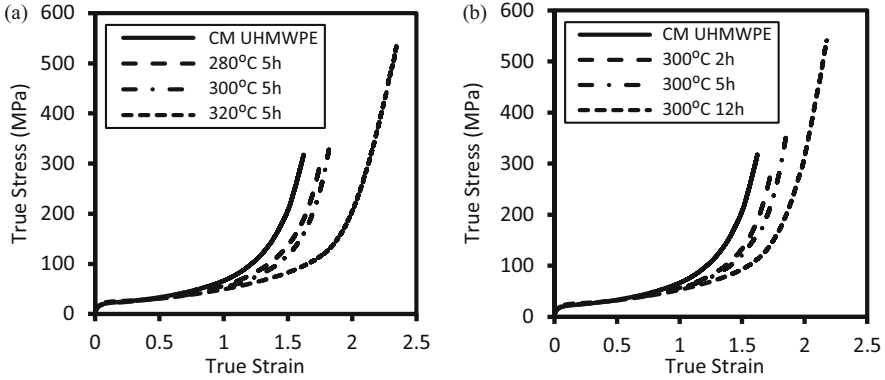 (a)
600
500
400
300
200
100
0
True Stress (MPa)
CM UHMWPE
280°C 5h
300°C 5h
320°C 5h
0 0.5 1 1.5 2 2.5
True Strain
(b)
600
500
400
300
200
100
0
True Stress (MPa)
CM UHMWPE
300°C 2h
300°C 5h
300°C 12h
0 0.5 1 1.5 2 2.5
True Strain